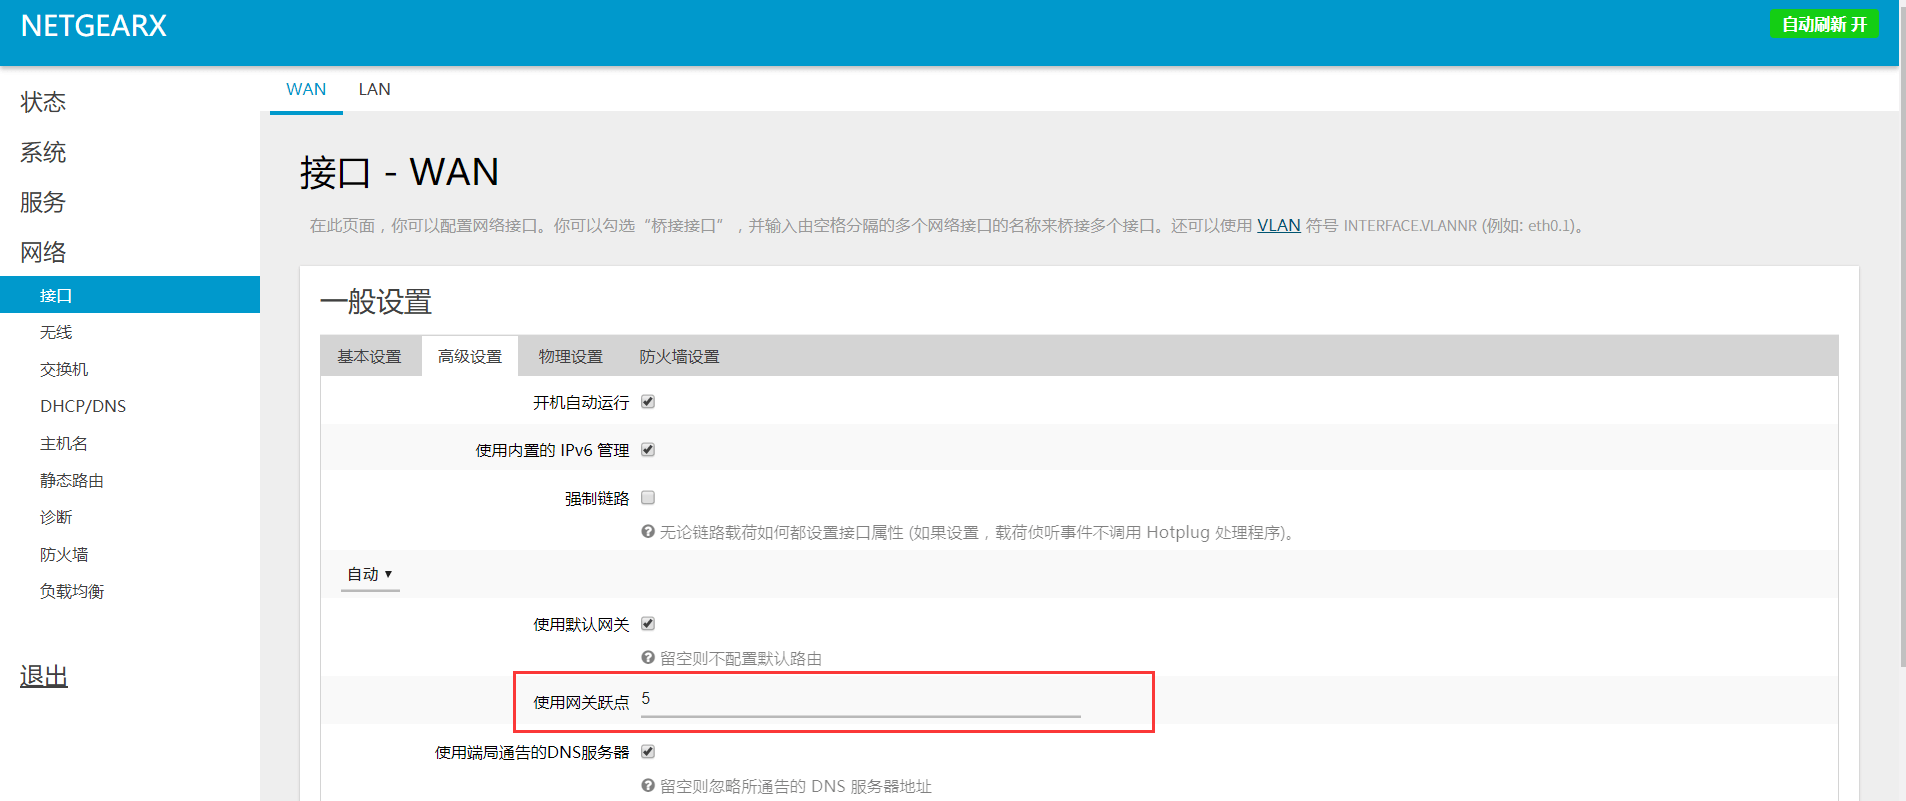 NETGEARX
自动刷新 开
状态
系统
服务
网络
接口
无线
交换机
DHCP/DNS
主机名
静态路由
诊断
防火墙
负载均衡
退出
WAN LAN
接口 - WAN
在此页面，你可以配置网络接口。你可以勾选“桥接接口”，并输入由空格分隔的多个网络接口的名称来桥接多个接口。还可以使用 VLAN 符号 INTERFACE.VLANNR (例如: eth0.1)。
一般设置
基本设置 高级设置 物理设置 防火墙设置
开机自动运行
使用内置的 IPv6 管理
强制链路
无论链路载荷如何都设置接口属性 (如果设置，载荷侦听事件不调用 Hotplug 处理程序)。
自动
使用默认网关
留空则不配置默认路由
使用网关跃点 5
使用端局通告的DNS服务器
留空则忽略所通告的 DNS 服务器地址